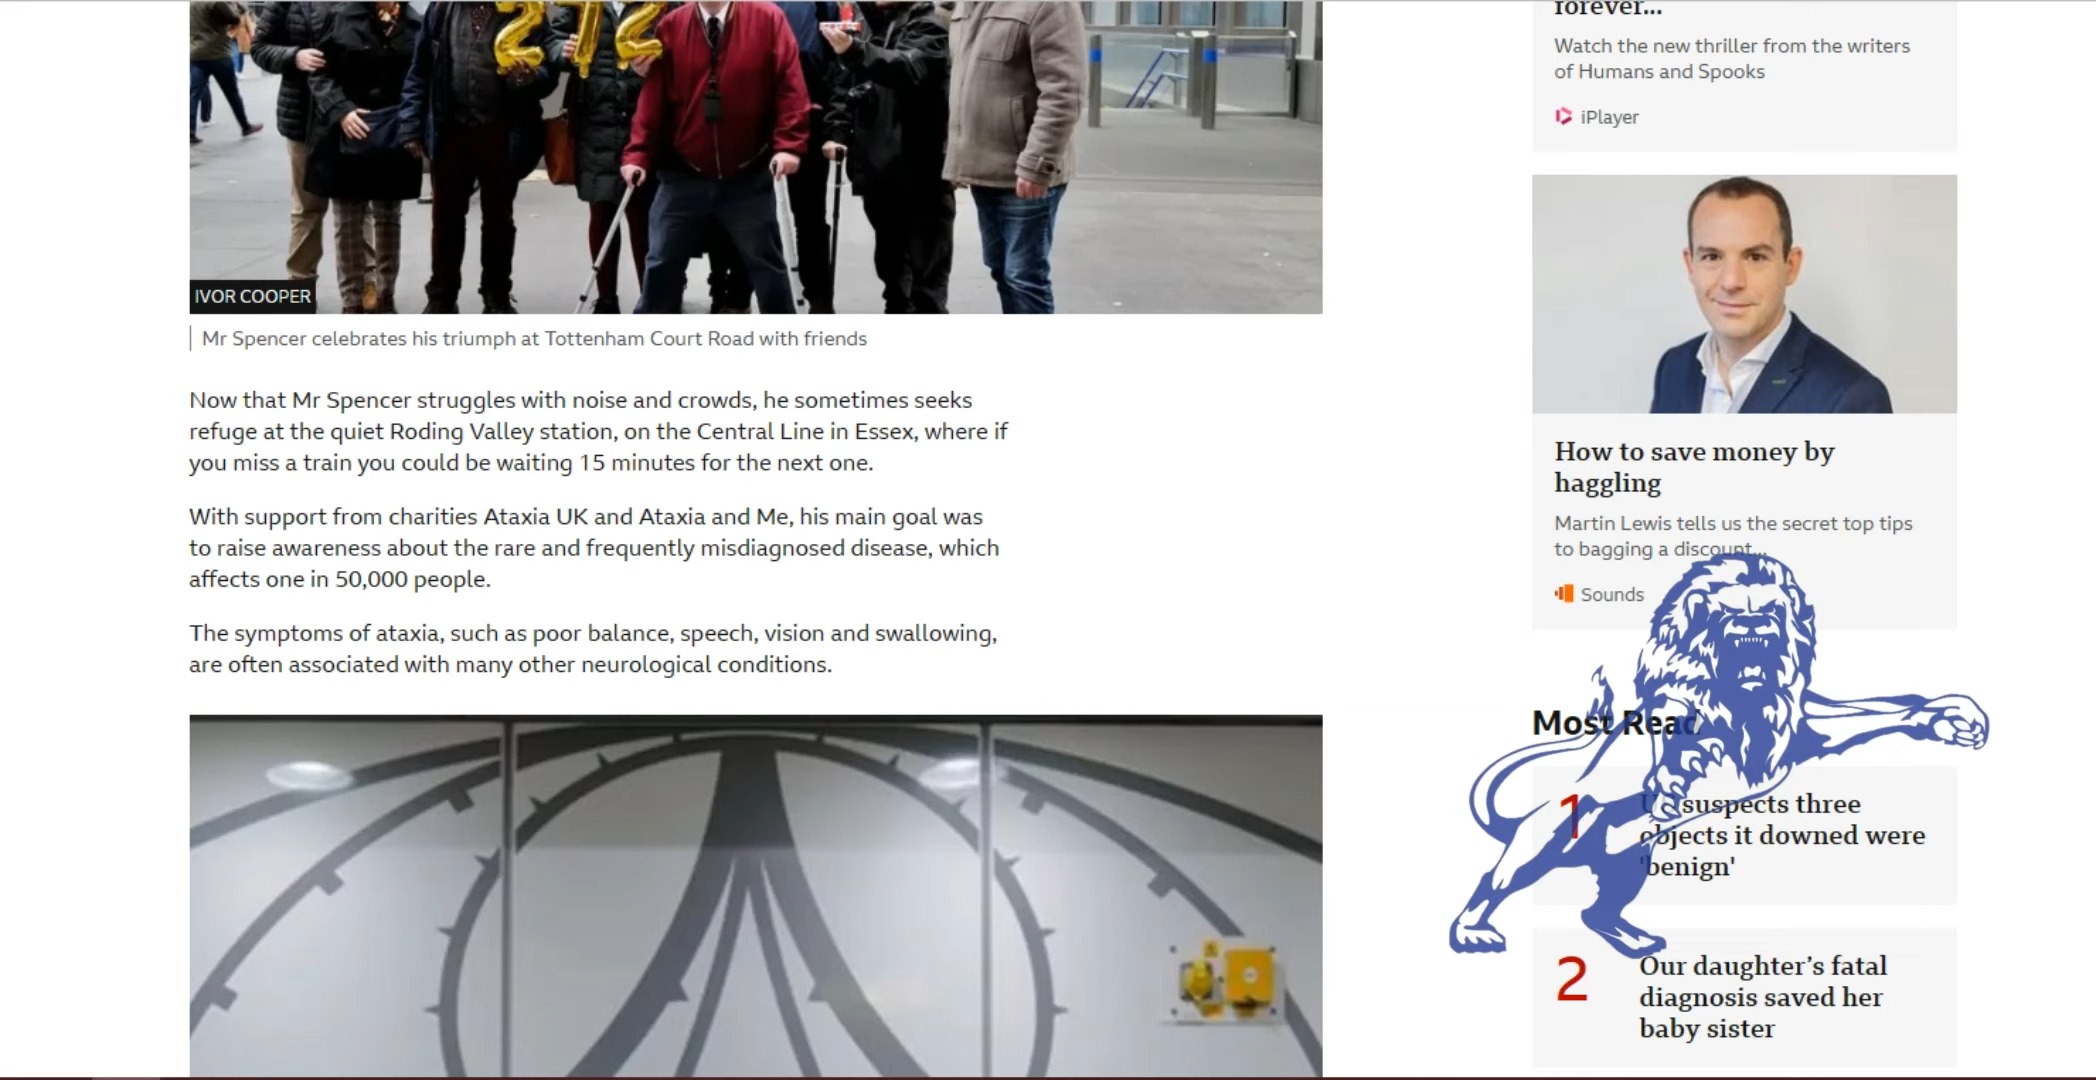 272
IVOR COOPER
Mr Spencer celebrates his triumph at Tottenham Court Road with friends
Now that Mr Spencer struggles with noise and crowds, he sometimes seeks
refuge at the quiet Roding Valley station, on the Central Line in Essex, where if
you miss a train you could be waiting 15 minutes for the next one.
With support from charities Ataxia UK and Ataxia and Me, his main goal was
to raise awareness about the rare and frequently misdiagnosed disease, which
affects one in 50,000 people.
The symptoms of ataxia, such as poor balance, speech, vision and swallowing,
are often associated with many other neurological conditions.
forever...
Watch the new thriller from the writers
of Humans and Spooks
iPlayer
How to save money by
haggling
Martin Lewis tells us the secret top tips
to bagging a discount...
Sounds
Most Read
1
suspects three
objects it downed were
'benign'
2
Our daughter's fatal
diagnosis saved her
baby sister